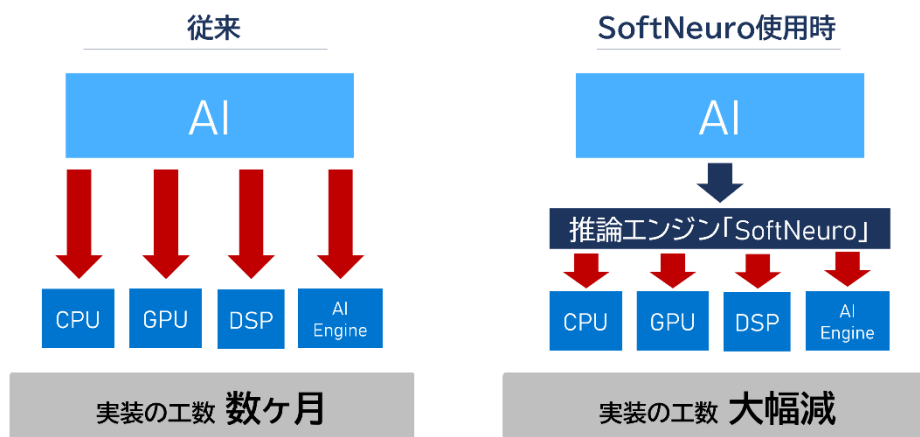 従来
AI
CPU
GPU
DSP
AI
Engine
実装の工数 数ヶ月
SoftNeuro使用時
AI
推論エンジン「SoftNeuro」
CPU
GPU
DSP
AI
Engine
実装の工数 大幅減